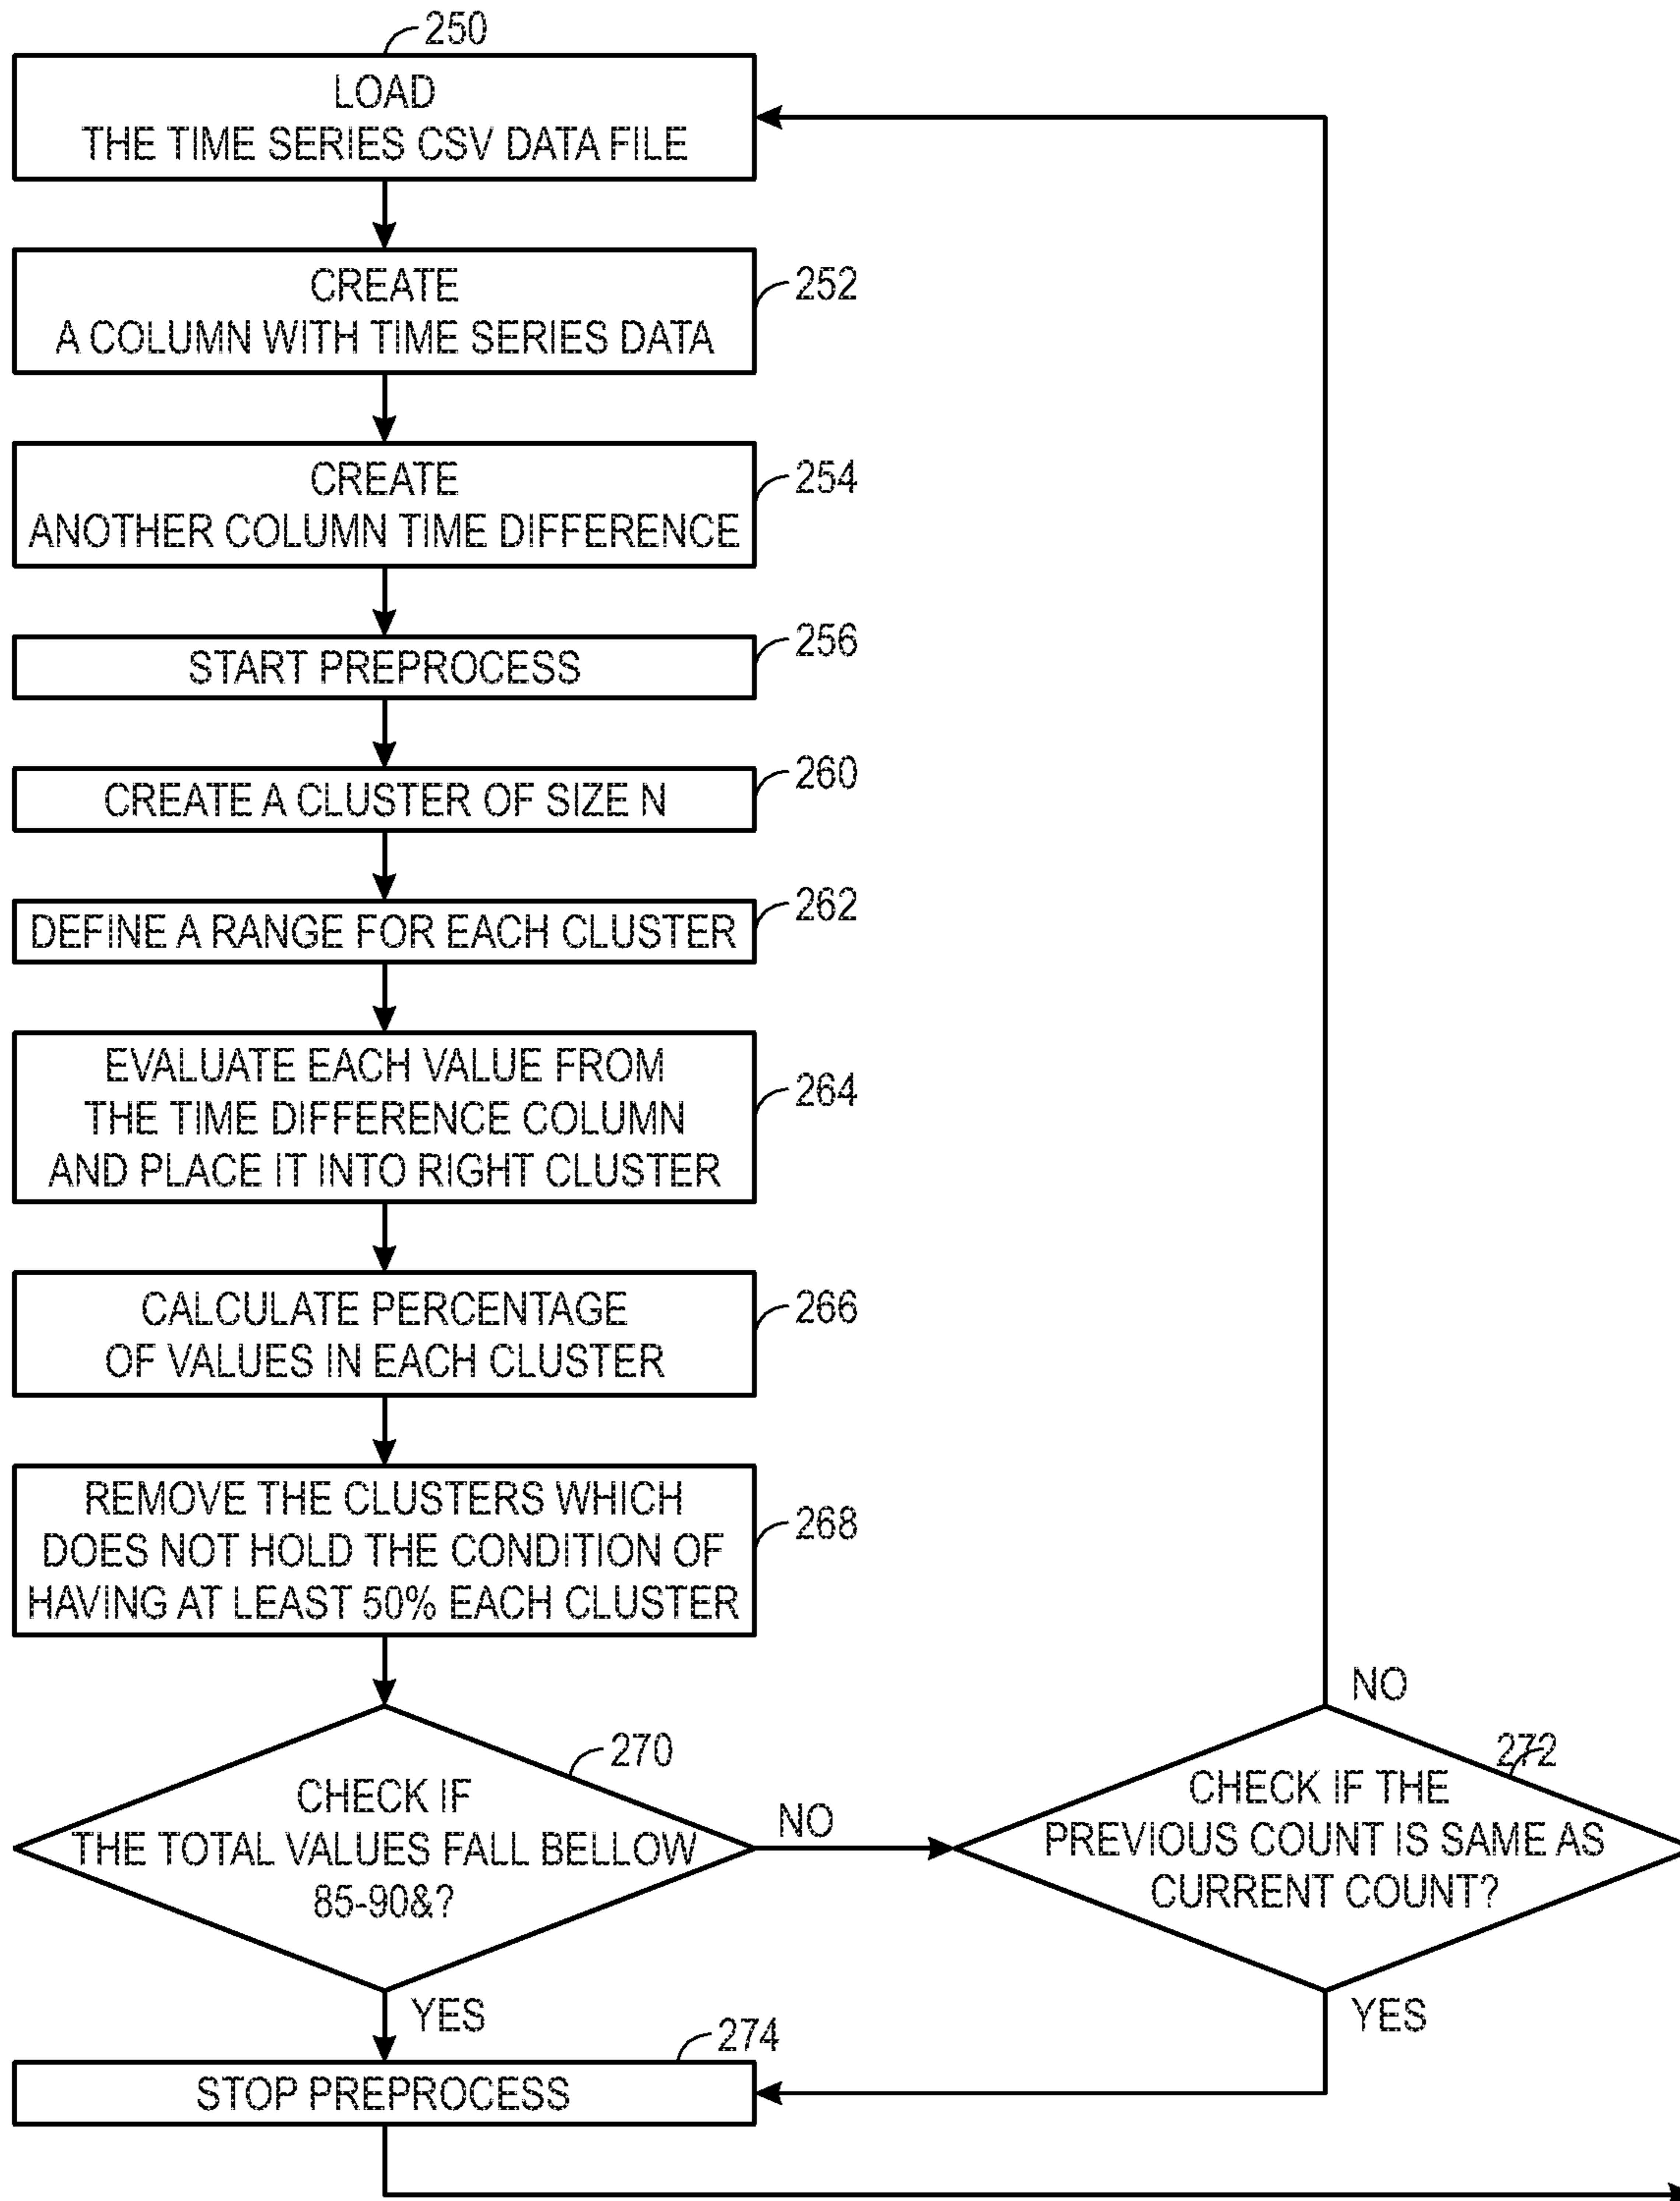 250
LOAD
THE TIME SERIES CSV DATA FILE
CREATE
A COLUMN WITH TIME SERIES DATA
252
CREATE
ANOTHER COLUMN TIME DIFFERENCE
254
START PREPROCESS
256
CREATE A CLUSTER OF SIZE N
260
DEFINE A RANGE FOR EACH CLUSTER
262
EVALUATE EACH VALUE FROM
THE TIME DIFFERENCE COLUMN
AND PLACE IT INTO RIGHT CLUSTER
264
CALCULATE PERCENTAGE
OF VALUES IN EACH CLUSTER
266
REMOVE THE CLUSTERS WHICH
DOES NOT HOLD THE CONDITION OF
HAVING AT LEAST 50% EACH CLUSTER
268
270
CHECK IF
THE TOTAL VALUES FALL BELLOW
85-90&?
NO
YES
NO
272
CHECK IF THE
PREVIOUS COUNT IS SAME AS
CURRENT COUNT?
YES
274
STOP PREPROCESS